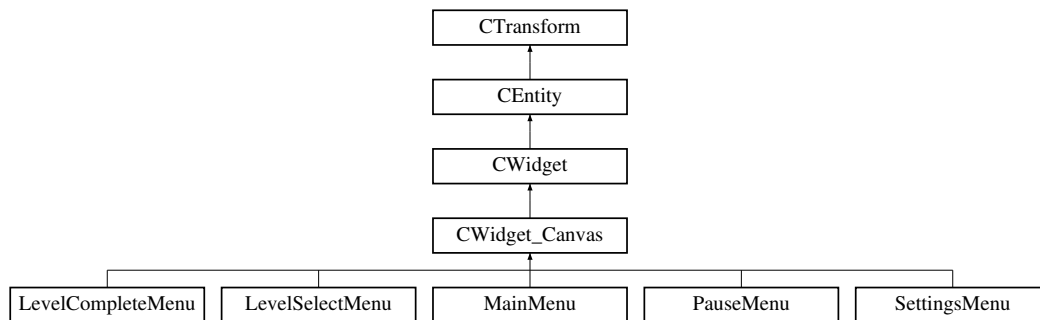 CTransform
CEntity
CWidget
CWidget_Canvas
LevelCompleteMenu
LevelSelectMenu
MainMenu
PauseMenu
SettingsMenu